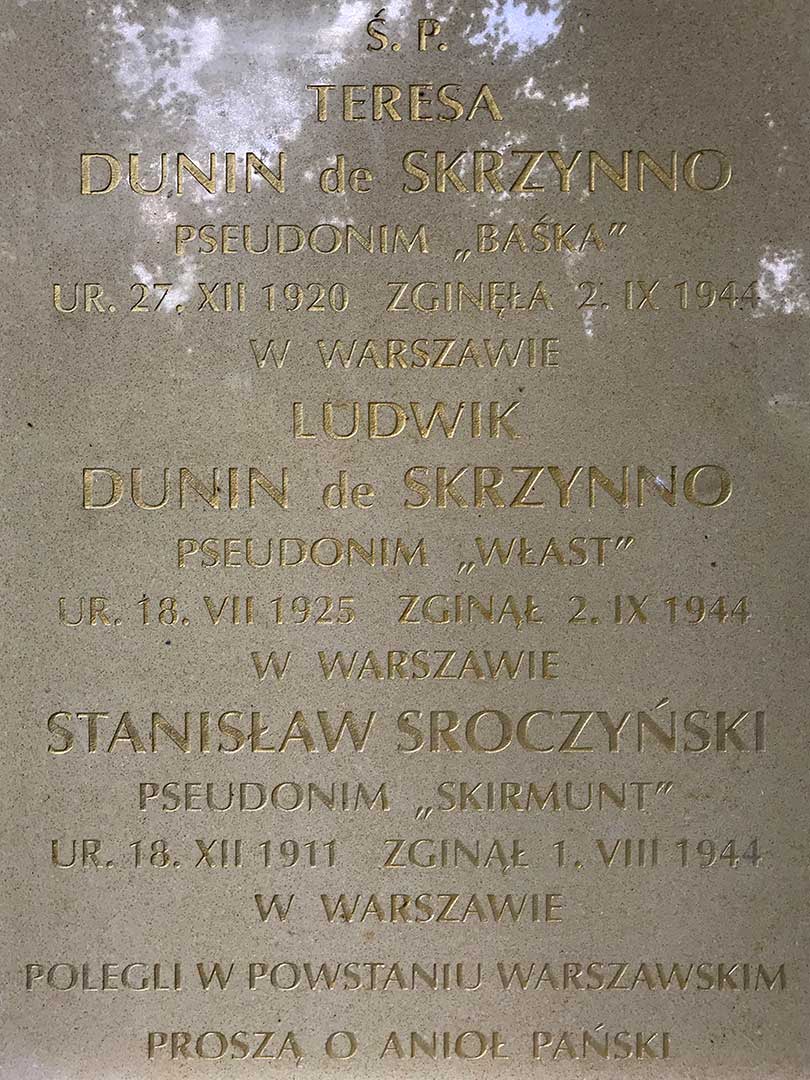 Ś. P.
TERESA
DUNIN de SKRZYNNO
PSEUDONIM „BAŚKA”
UR. 27. XII 1920 ZGINĘŁA 2. IX 1944
W WARSZAWIE
LUDWIK
DUNIN de SKRZYNNO
PSEUDONIM „WŁAST”
UR. 18. VII 1925 ZGINĄŁ 2. IX 1944
W WARSZAWIE
STANISŁAW SROCZYŃSKI
PSEUDONIM „SKIRMUNT”
UR. 18. XII 1911 ZGINĄŁ 1. VIII 1944
W WARSZAWIE
POLEGLI W POWSTANIU WARSZAWSKIM
PROSZĄ O ANIOŁ PAŃSKI